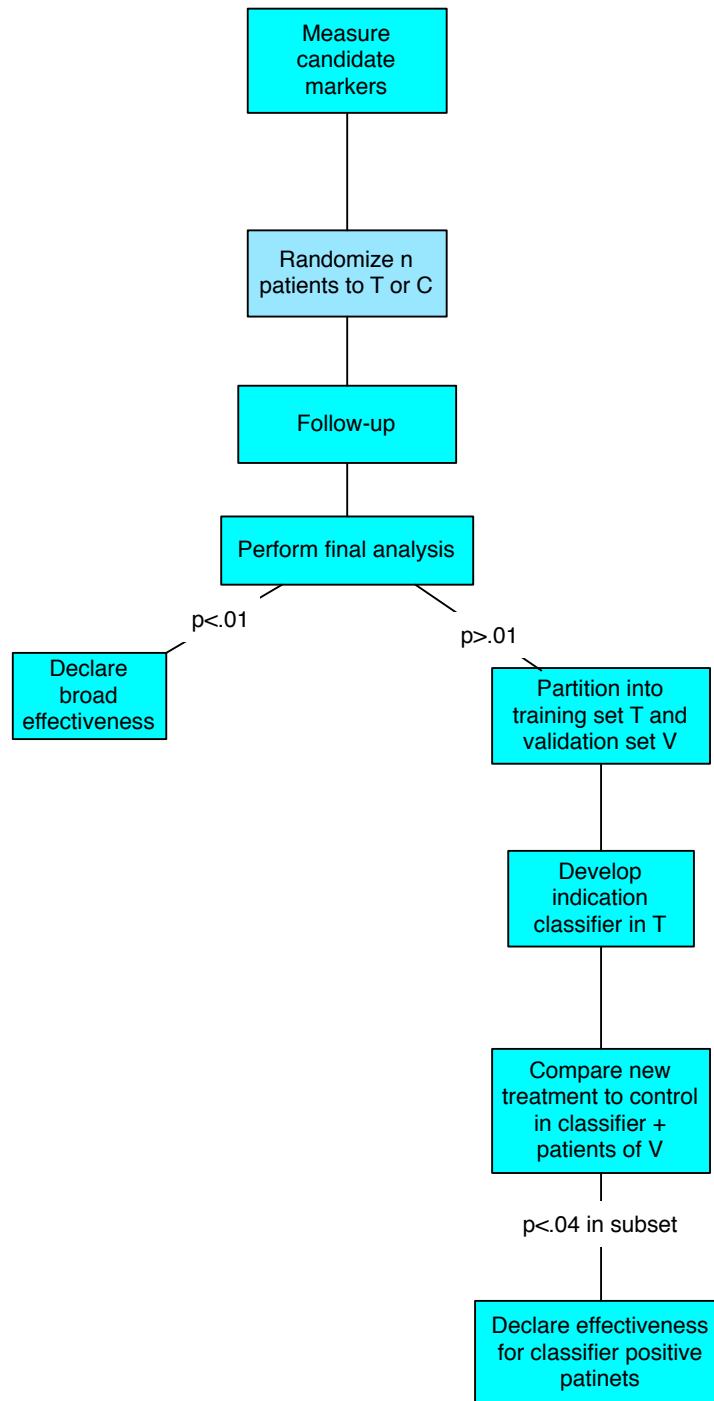 Measure
candidate
markers
Randomize n
patients to T or C
Follow-up
Perform final analysis
p<.01
p>.01
Declare
broad
effectiveness
Partition into
training set T and
validation set V
Develop
indication
classifier in T
Compare new
treatment to control
in classifier +
patients of V
p<.04 in subset
Declare effectiveness
for classifier positive
patinets